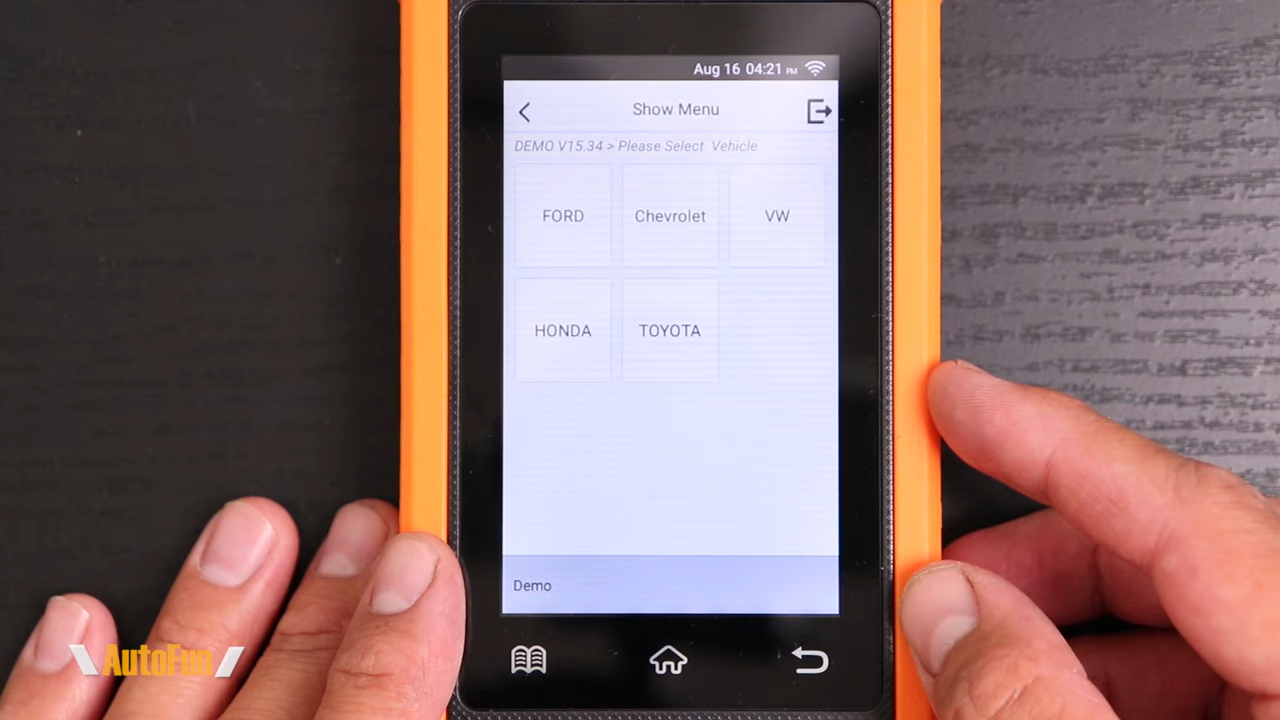 Aug 16 04:21 PM
Show Menu
DEMO V15.34 > Please Select Vehicle
FORD Chevrolet VW
HONDA TOYOTA
Demo
AutoFun